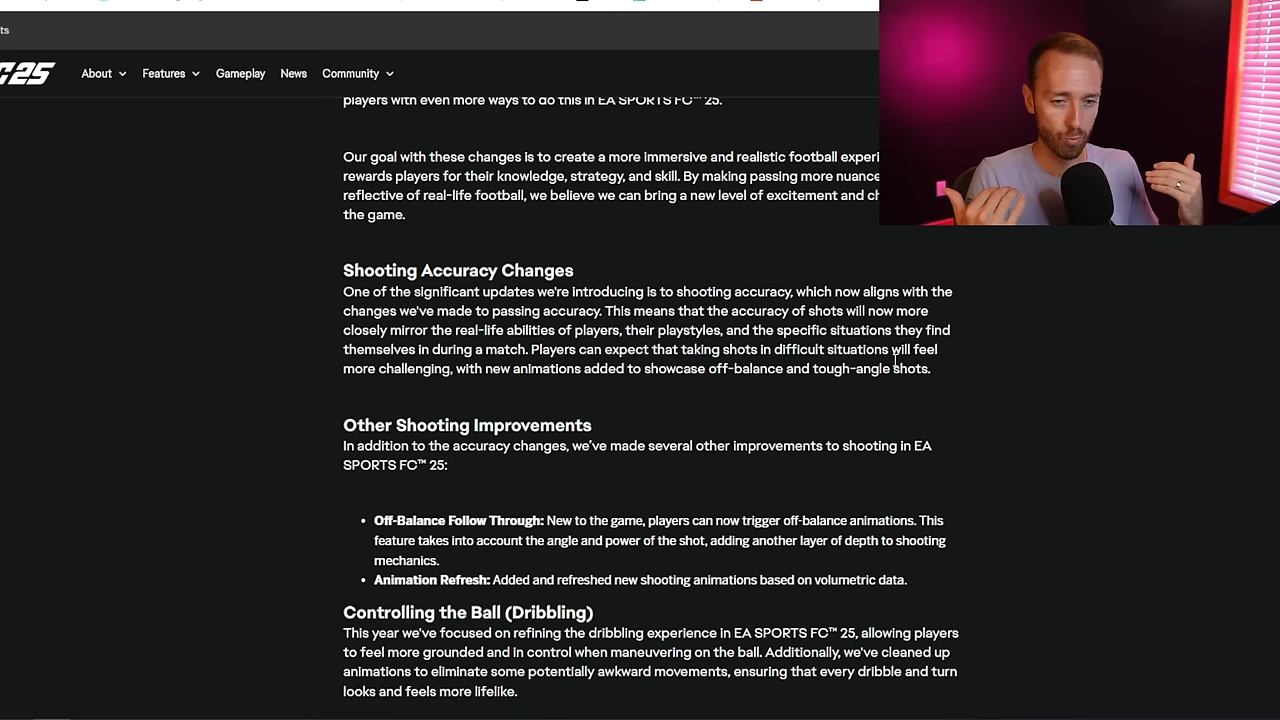 ts
C25
About
Features
Gameplay
News
Community
players with even more ways to do this in EA SPORTS FC™ 25.
Our goal with these changes is to create a more immersive and realistic football experi
rewards players for their knowledge, strategy, and skill. By making passing more nuance
reflective of real-life football, we believe we can bring a new level of excitement and ch
the game.
Shooting Accuracy Changes
One of the significant updates we're introducing is to shooting accuracy, which now aligns with the
changes we've made to passing accuracy. This means that the accuracy of shots will now more
closely mirror the real-life abilities of players, their playstyles, and the specific situations they find
themselves in during a match. Players can expect that taking shots in difficult situations will feel
more challenging, with new animations added to showcase off-balance and tough-angle shots.
Other Shooting Improvements
In addition to the accuracy changes, we've made several other improvements to shooting in EA
SPORTS FC™ 25:
• Off-Balance Follow Through: New to the game, players can now trigger off-balance animations. This
feature takes into account the angle and power of the shot, adding another layer of depth to shooting
mechanics.
• Animation Refresh: Added and refreshed new shooting animations based on volumetric data.
Controlling the Ball (Dribbling)
This year we've focused on refining the dribbling experience in EA SPORTS FC™ 25, allowing players
to feel more grounded and in control when maneuvering on the ball. Additionally, we've cleaned up
animations to eliminate some potentially awkward movements, ensuring that every dribble and turn
looks and feels more lifelike.